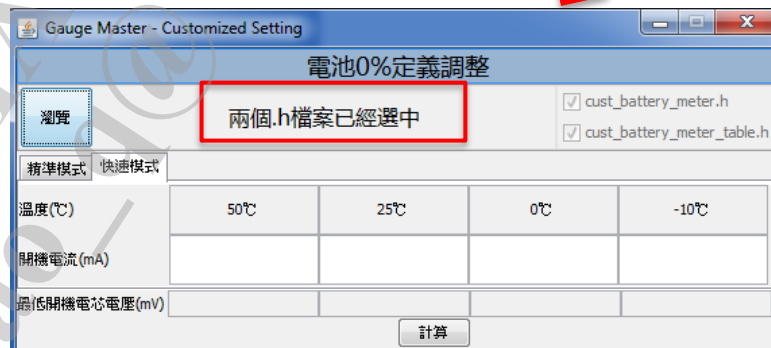 Gauge Master - Customized Setting
電池0%定義調整
瀏覽
兩個.h檔案已經選中
cust_battery_meter.h
cust_battery_meter_table.h
精準模式 快速模式
溫度(℃) 50℃ 25℃ 0℃ -10℃
開機電流(mA)
最低開機電芯電壓(mV)
計算